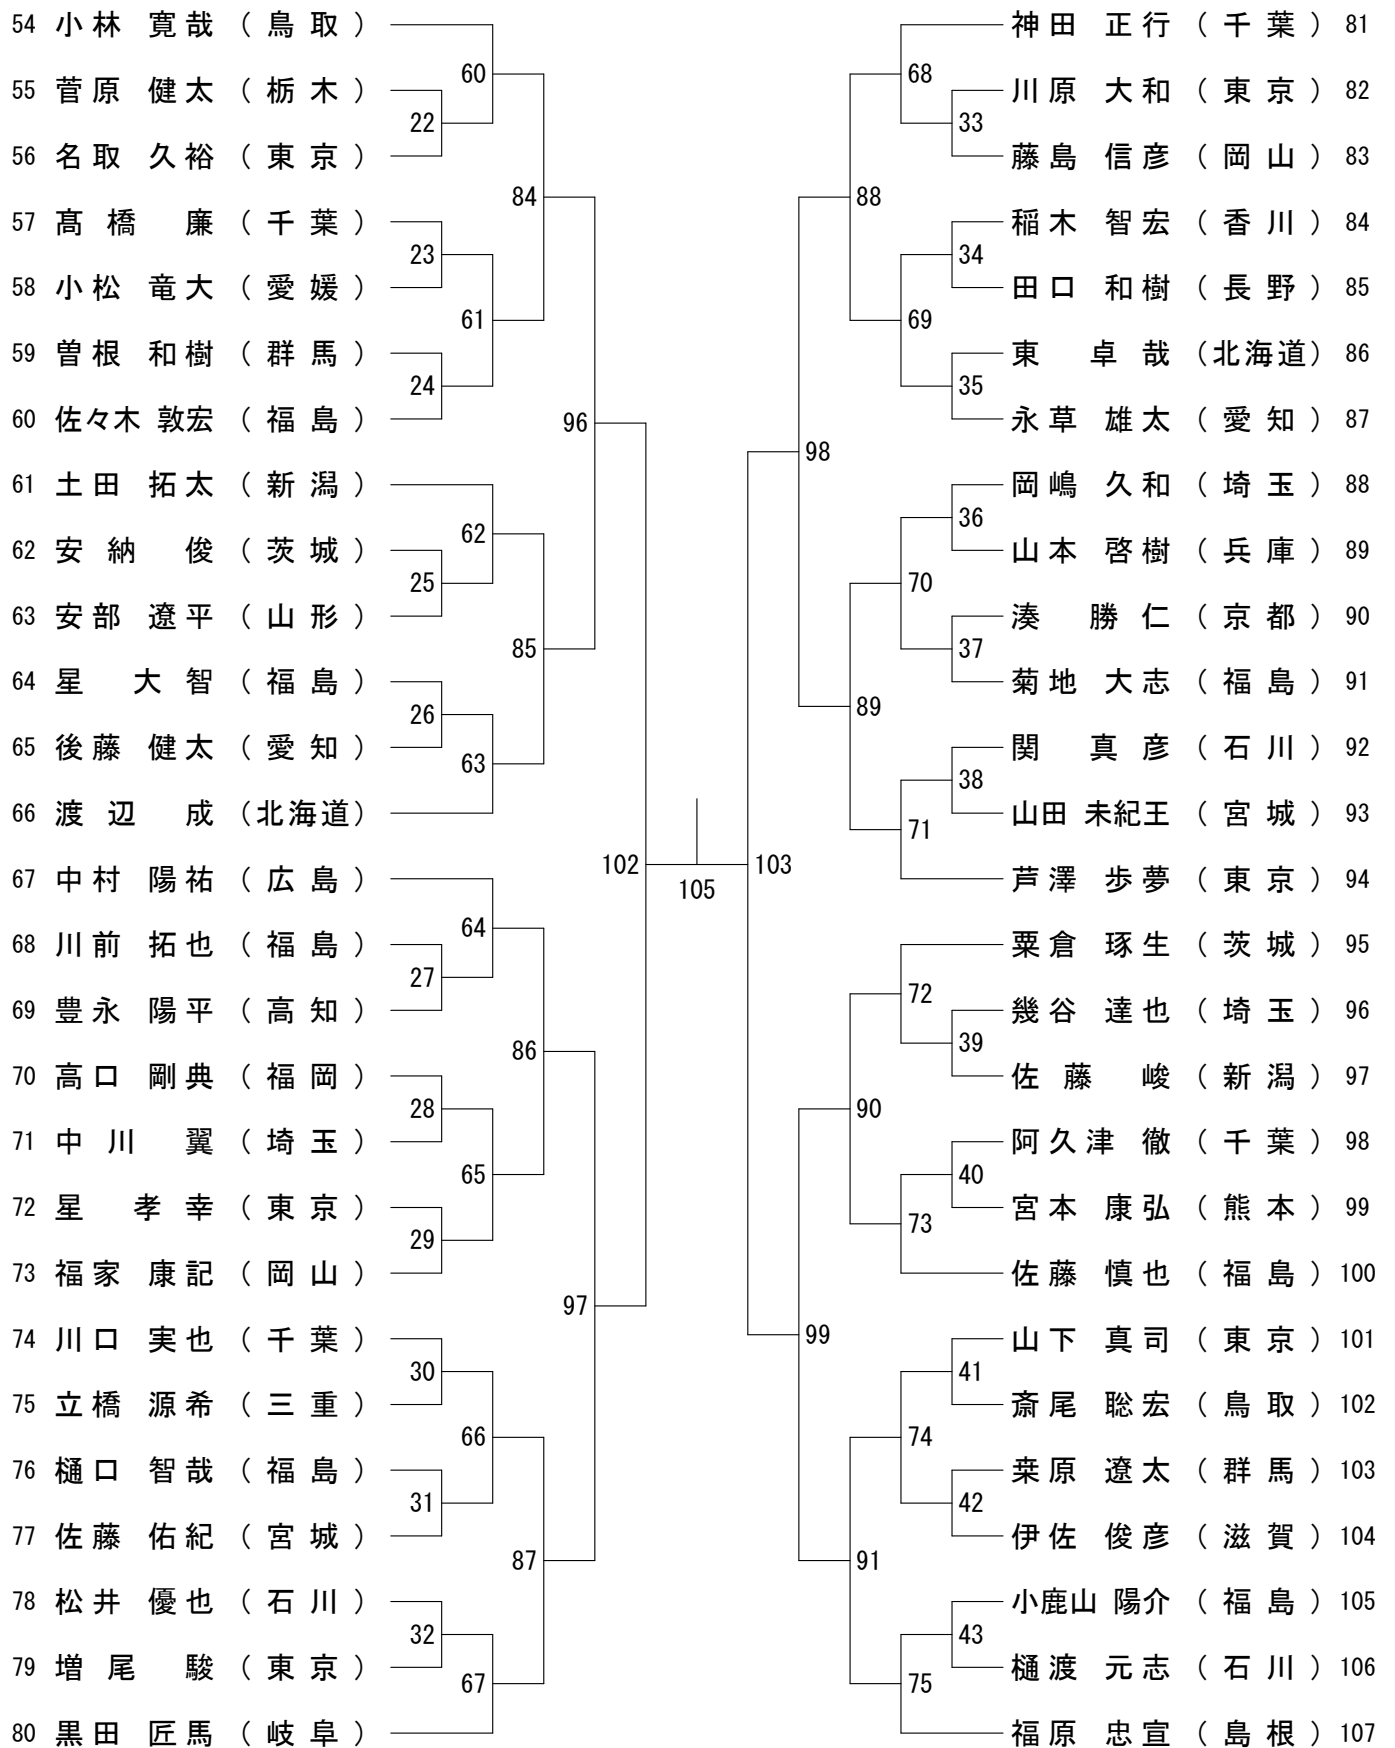 54 小林 寛哉 (鳥取)
60
55 菅原 健太 (栃木)
22
56 名取 久裕 (東京)
84
57 髙橋 廉 (千葉)
23
58 小松 竜大 (愛媛)
61
59 曽根 和樹 (群馬)
24
60 佐々木 敦宏 (福島)
96
61 土田 拓太 (新潟)
62
62 安納 俊 (茨城)
25
63 安部 遼平 (山形)
85
64 星 大智 (福島)
26
65 後藤 健太 (愛知)
63
66 渡辺 成 (北海道)
102
67 中村 陽祐 (広島)
64
68 川前 拓也 (福島)
27
69 豊永 陽平 (高知)
86
70 高口 剛典 (福岡)
28
71 中川 翼 (埼玉)
65
72 星 孝幸 (東京)
29
73 福家 康記 (岡山)
97
74 川口 実也 (千葉)
30
75 立橋 源希 (三重)
66
76 樋口 智哉 (福島)
31
77 佐藤 佑紀 (宮城)
87
78 松井 優也 (石川)
32
79 増尾 駿 (東京)
67
80 黒田 匠馬 (岐阜)
105
神田 正行 (千葉) 81
68
川原 大和 (東京) 82
33
藤島 信彦 (岡山) 83
88
稲木 智宏 (香川) 84
34
田口 和樹 (長野) 85
69
東 卓哉 (北海道) 86
35
永草 雄太 (愛知) 87
98
岡嶋 久和 (埼玉) 88
36
山本 啓樹 (兵庫) 89
70
湊 勝仁 (京都) 90
37
菊地 大志 (福島) 91
89
関 真彦 (石川) 92
38
山田 未紀王 (宮城) 93
71
103
芦澤 歩夢 (東京) 94
粟倉 琢生 (茨城) 95
72
幾谷 達也 (埼玉) 96
39
佐藤 峻 (新潟) 97
90
阿久津 徹 (千葉) 98
40
宮本 康弘 (熊本) 99
73
佐藤 慎也 (福島) 100
99
山下 真司 (東京) 101
41
斎尾 聡宏 (鳥取) 102
74
桒原 遼太 (群馬) 103
42
伊佐 俊彦 (滋賀) 104
91
小鹿山 陽介 (福島) 105
43
樋渡 元志 (石川) 106
75
福原 忠宣 (島根) 107